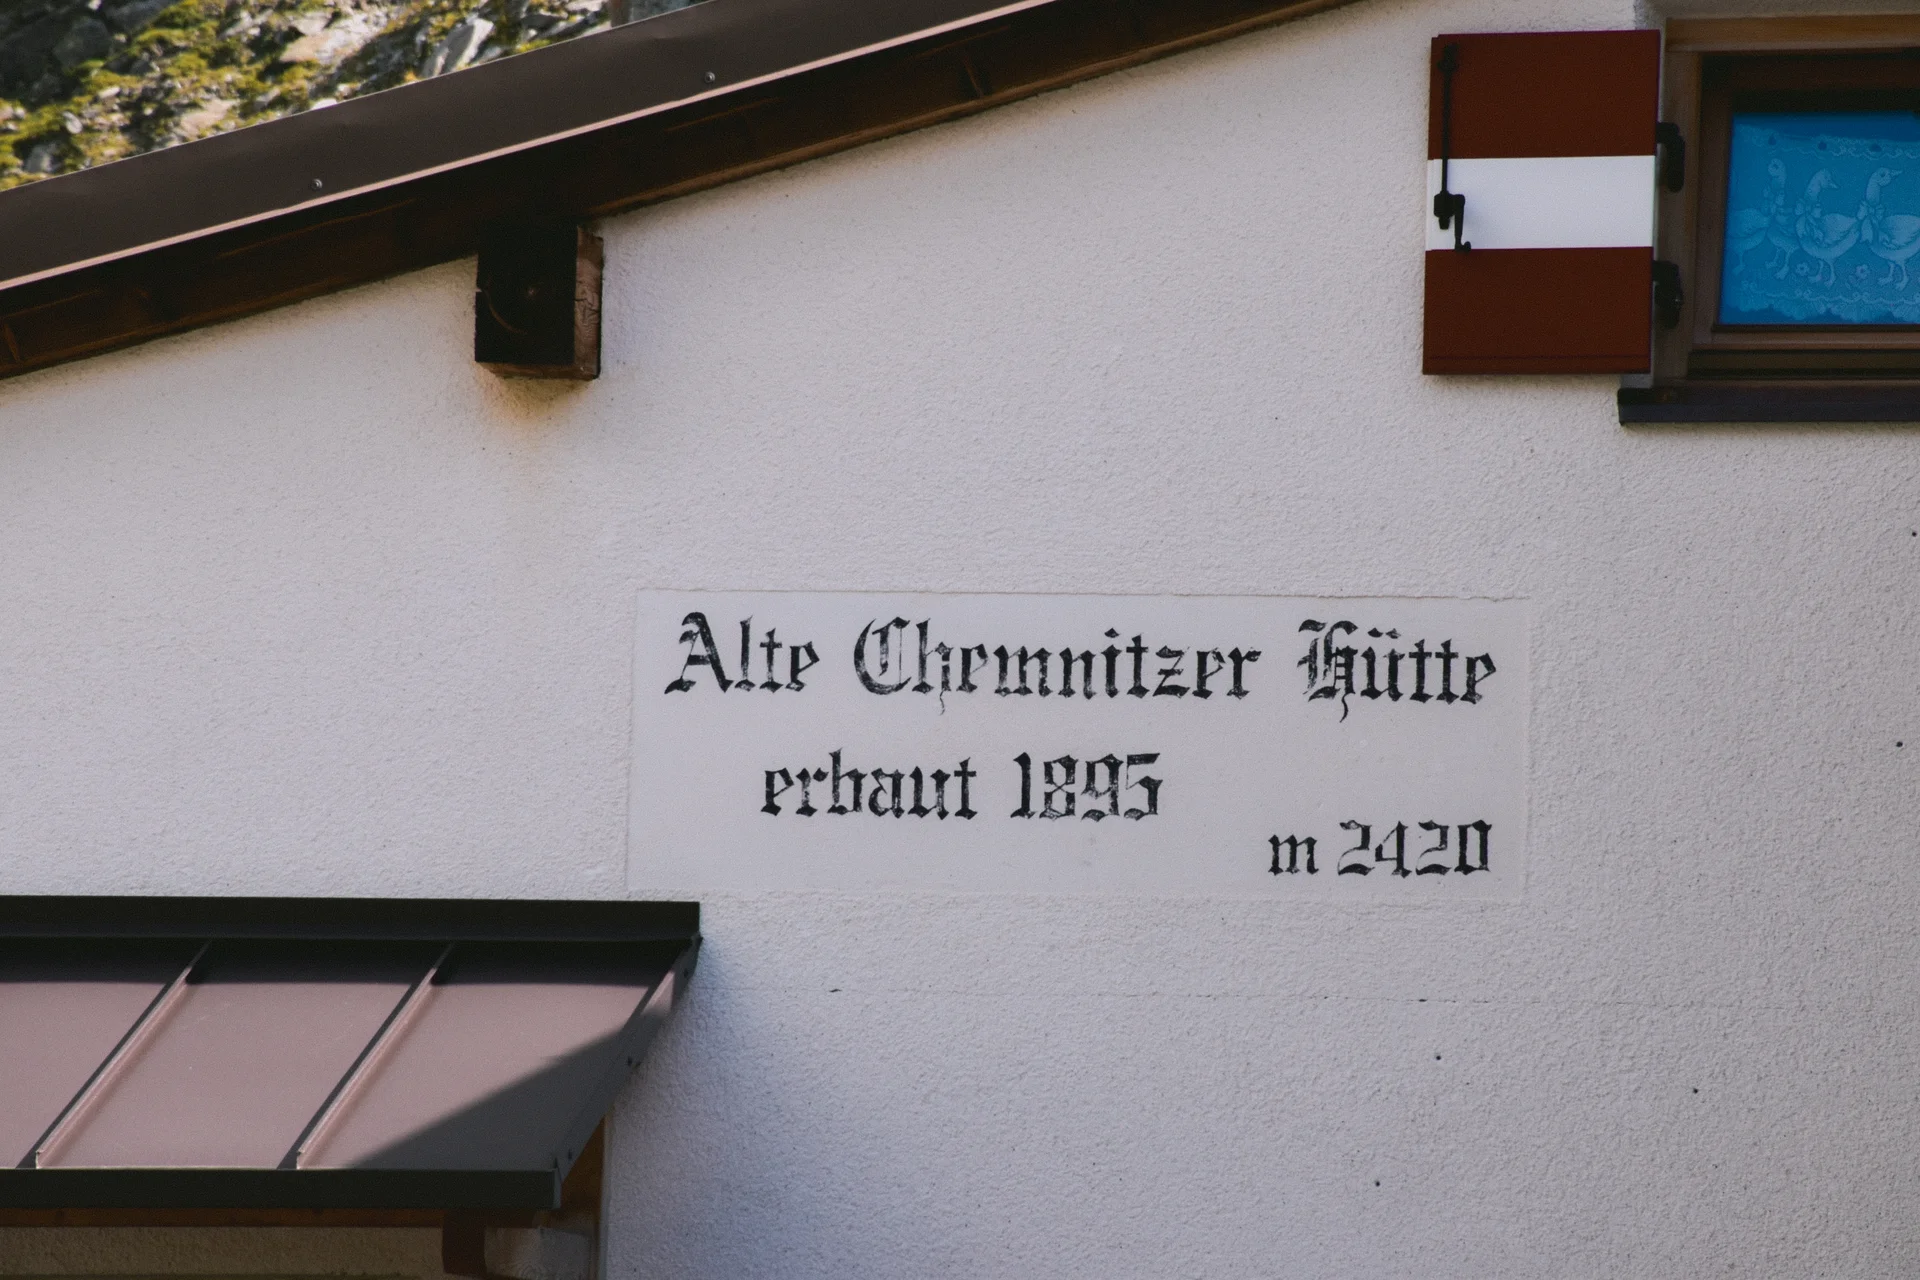 Alte Chemnitzer Hütte
erbaut 1895
m 2420